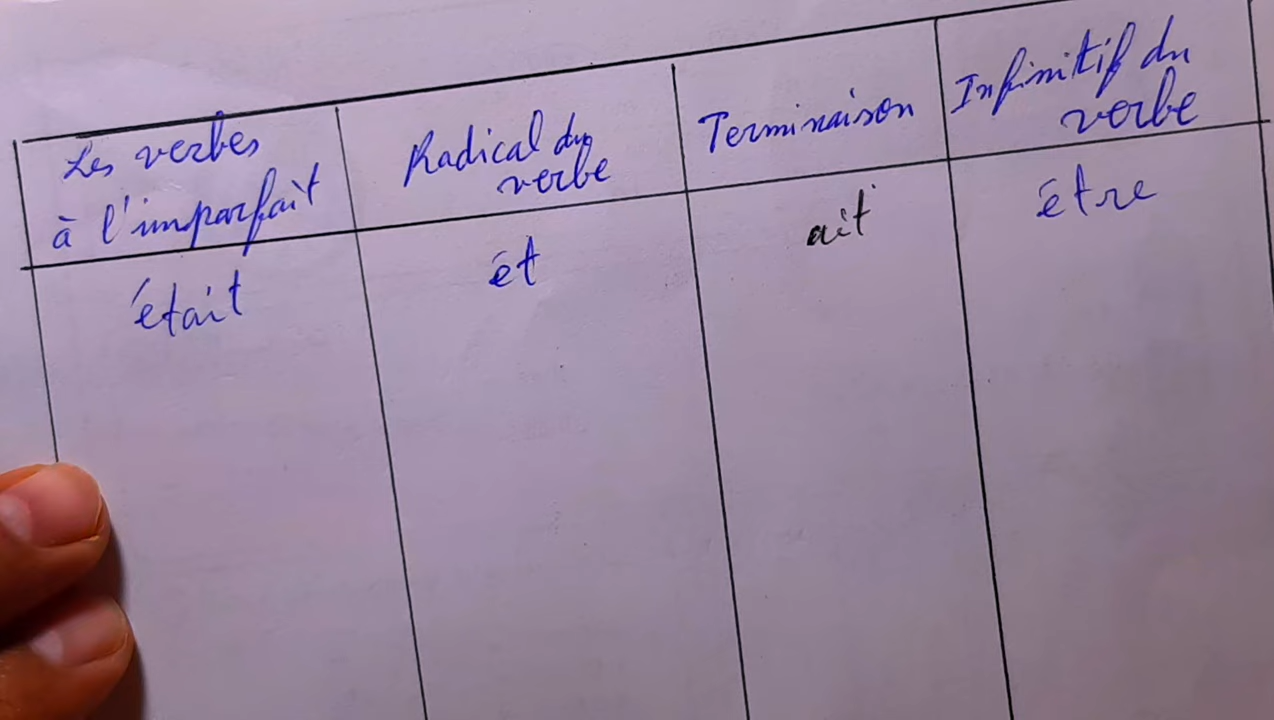 Les verbes
à l'imparfait
Radical du
verbe
Terminaison
Infinitif du
verbe
était
ét
ait
être